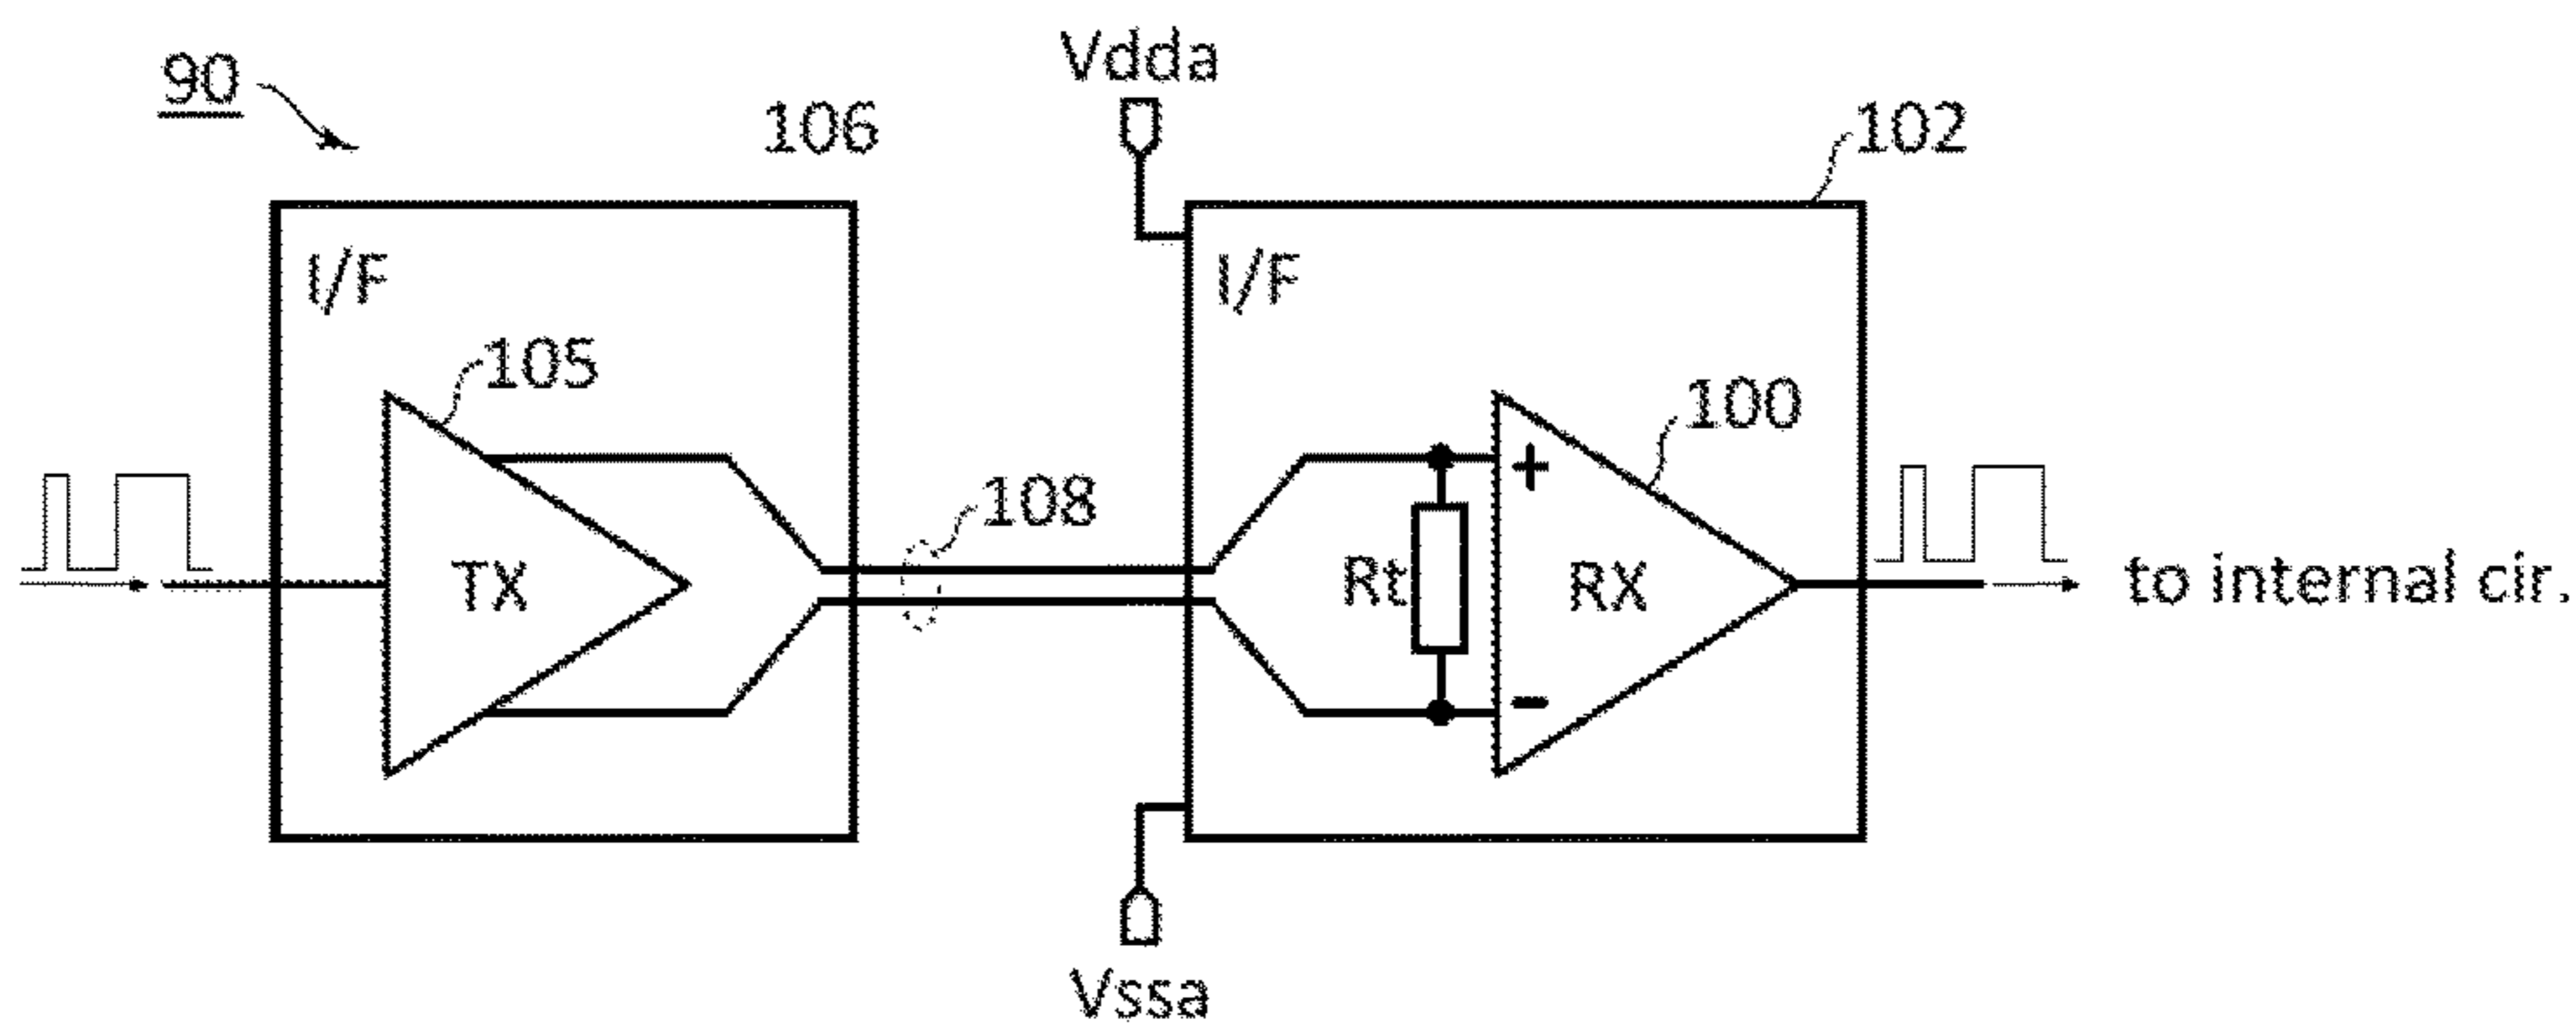 90
106
Vdda
102
I/F
I/F
105
100
108
TX
Rt
+
-
RX
to internal cir.
Vssa